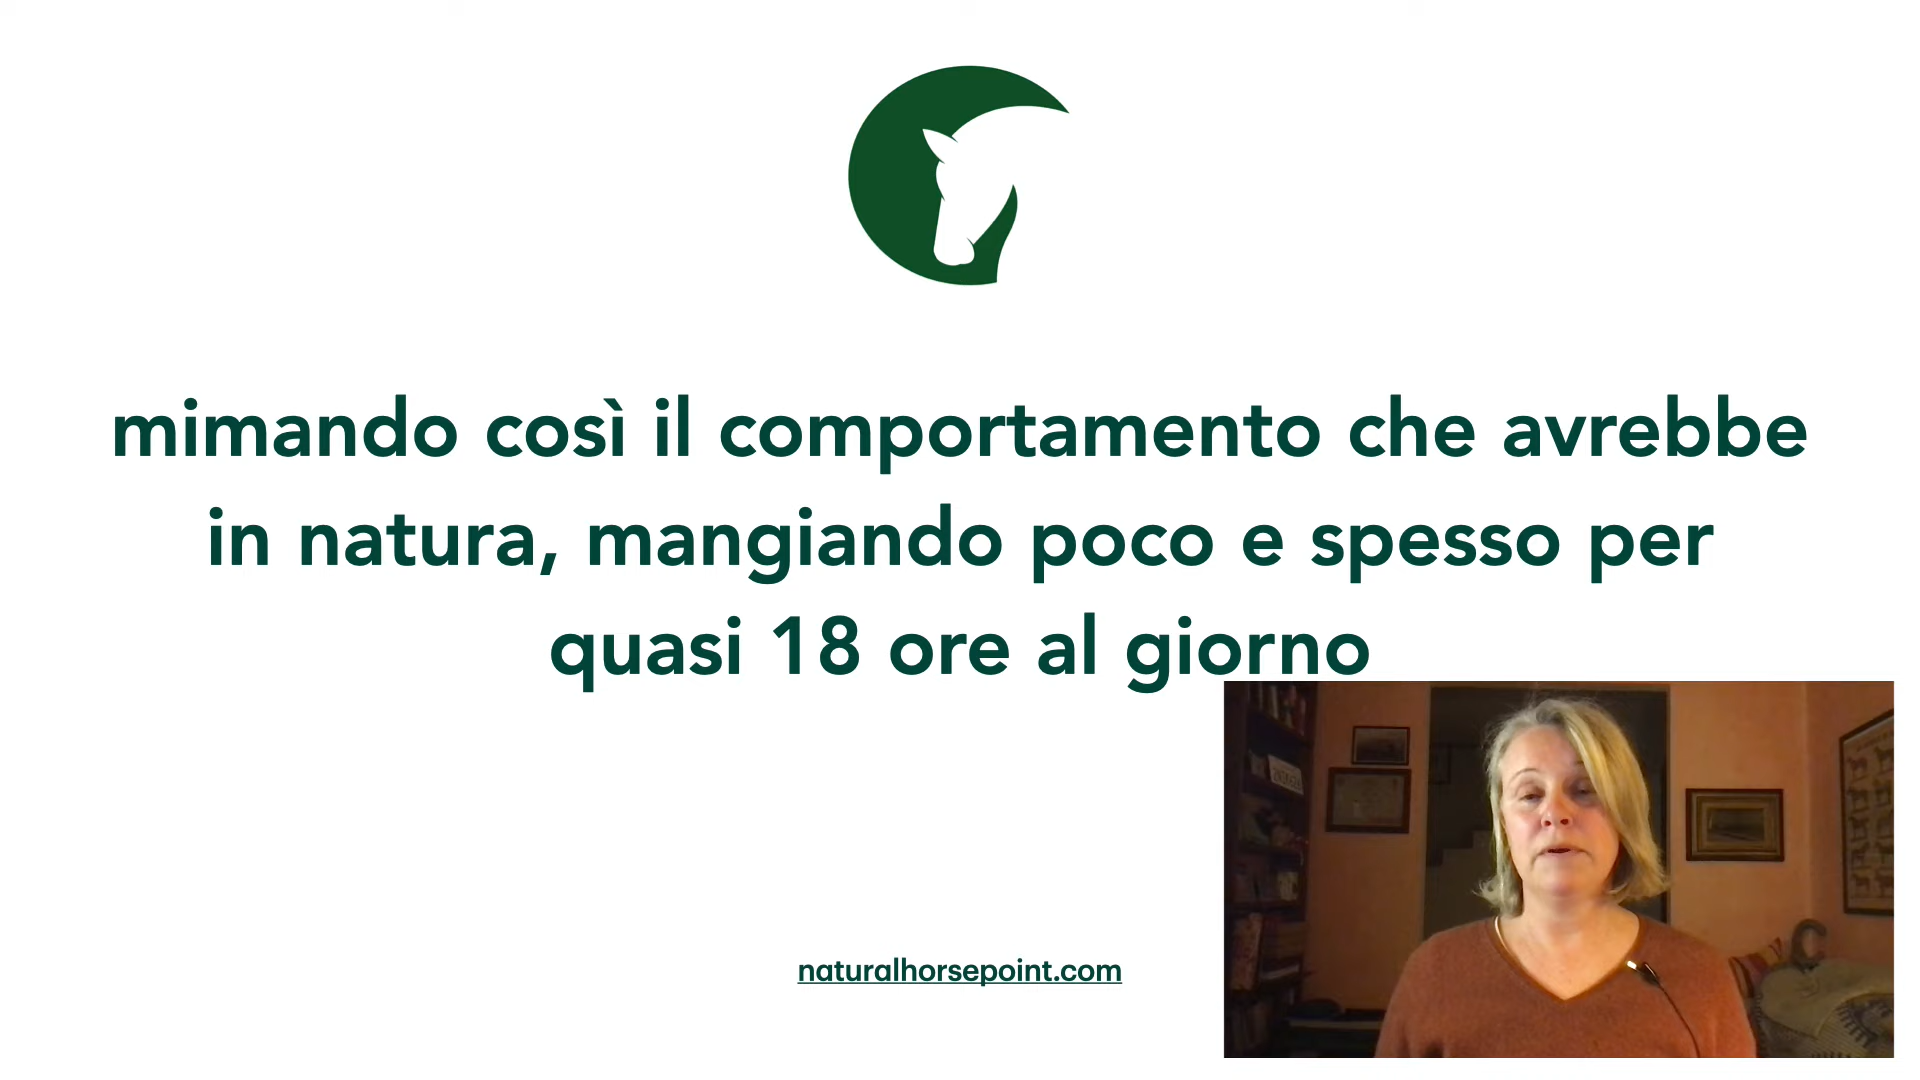 mimando così il comportamento che avrebbe
in natura, mangiando poco e spesso per
quasi 18 ore al giorno
naturalhorsepoint.com